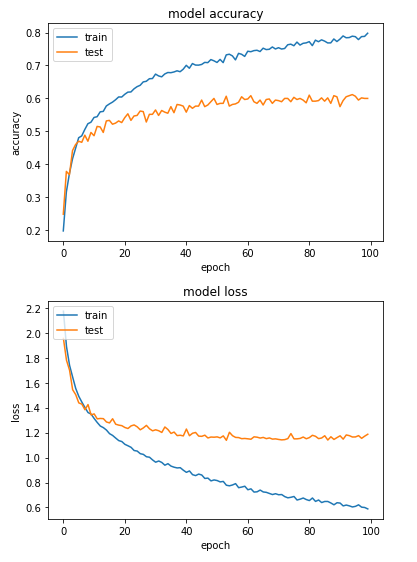 model accuracy
train
test
0.8
0.7
0.6
0.5
0.4
0.3
0.2
accuracy
0 20 40 60 80 100
epoch
model loss
train
test
2.2
2.0
1.8
1.6
1.4
1.2
1.0
0.8
0.6
loss
0 20 40 60 80 100
epoch